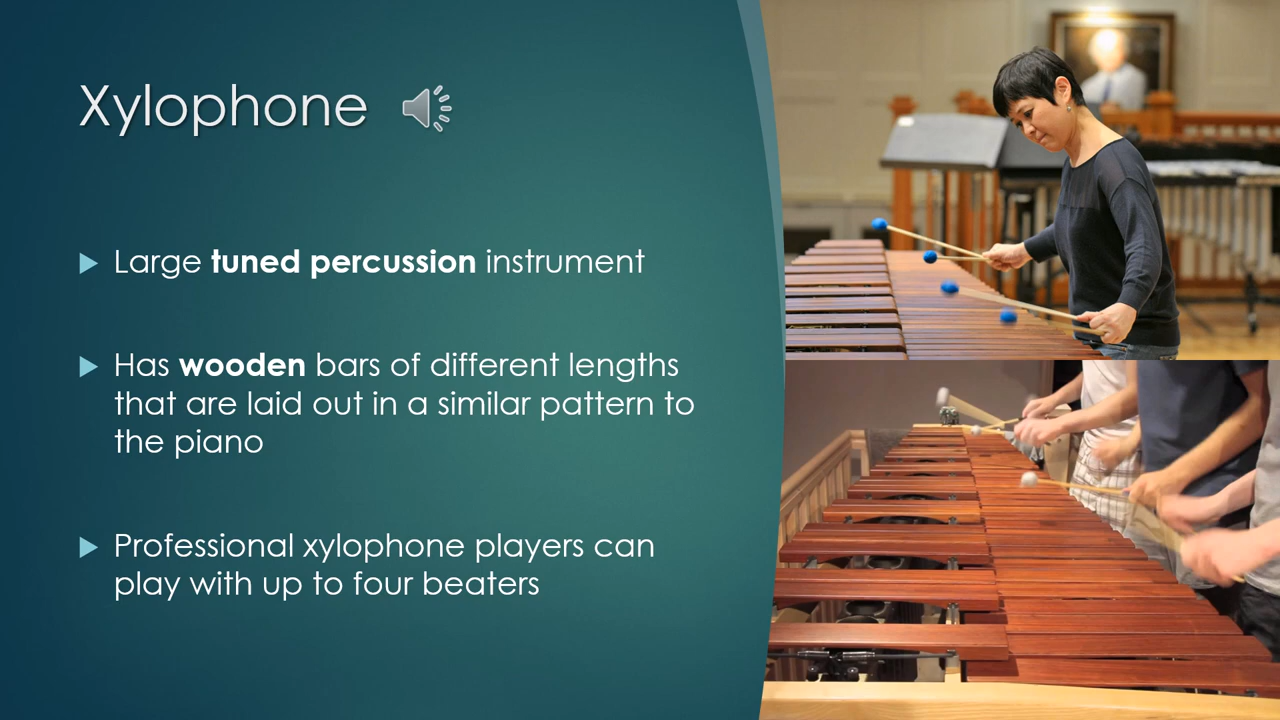 Xylophone
Large tuned percussion instrument
Has wooden bars of different lengths
that are laid out in a similar pattern to
the piano
Professional xylophone players can
play with up to four beaters